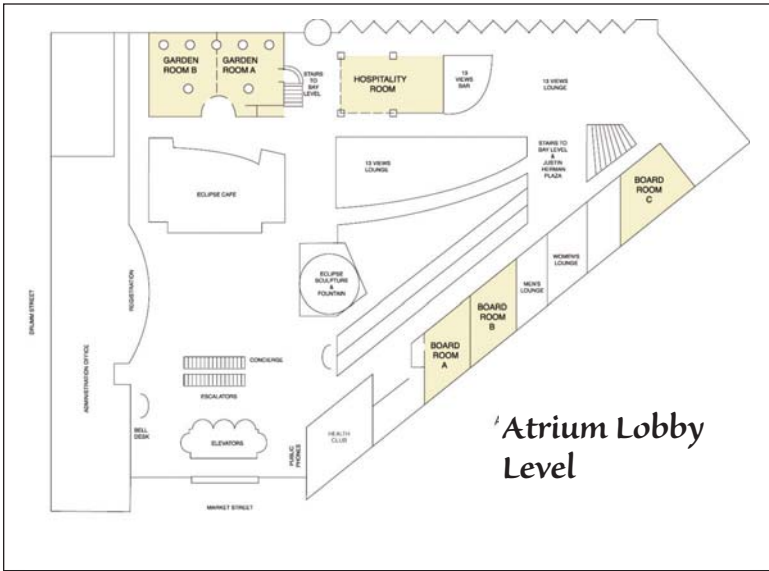 GARDEN
ROOM B
GARDEN
ROOM A
STAIRS
TO
BAY
LEVEL
HOSPITALITY
ROOM
13
VIEWS
BAR
13 VIEWS
LOUNGE
13 VIEWS
LOUNGE
STAIRS TO
BAY LEVEL
&
JUSTIN
HERMAN
PLAZA
BOARD
ROOM
C
ECLIPSE CAFE
WOMEN'S
LOUNGE
MEN'S
LOUNGE
ECLIPSE
SCULPTURE
&
FOUNTAIN
REGISTRATION
DRUMM STREET
BOARD
ROOM
B
BOARD
ROOM
A
ADMINISTRATION OFFICE
CONCIERGE
ESCALATORS
BELL
DESK
ELEVATORS
PUBLIC
PHONES
HEALTH
CLUB
Atrium Lobby
Level
MARKET STREET